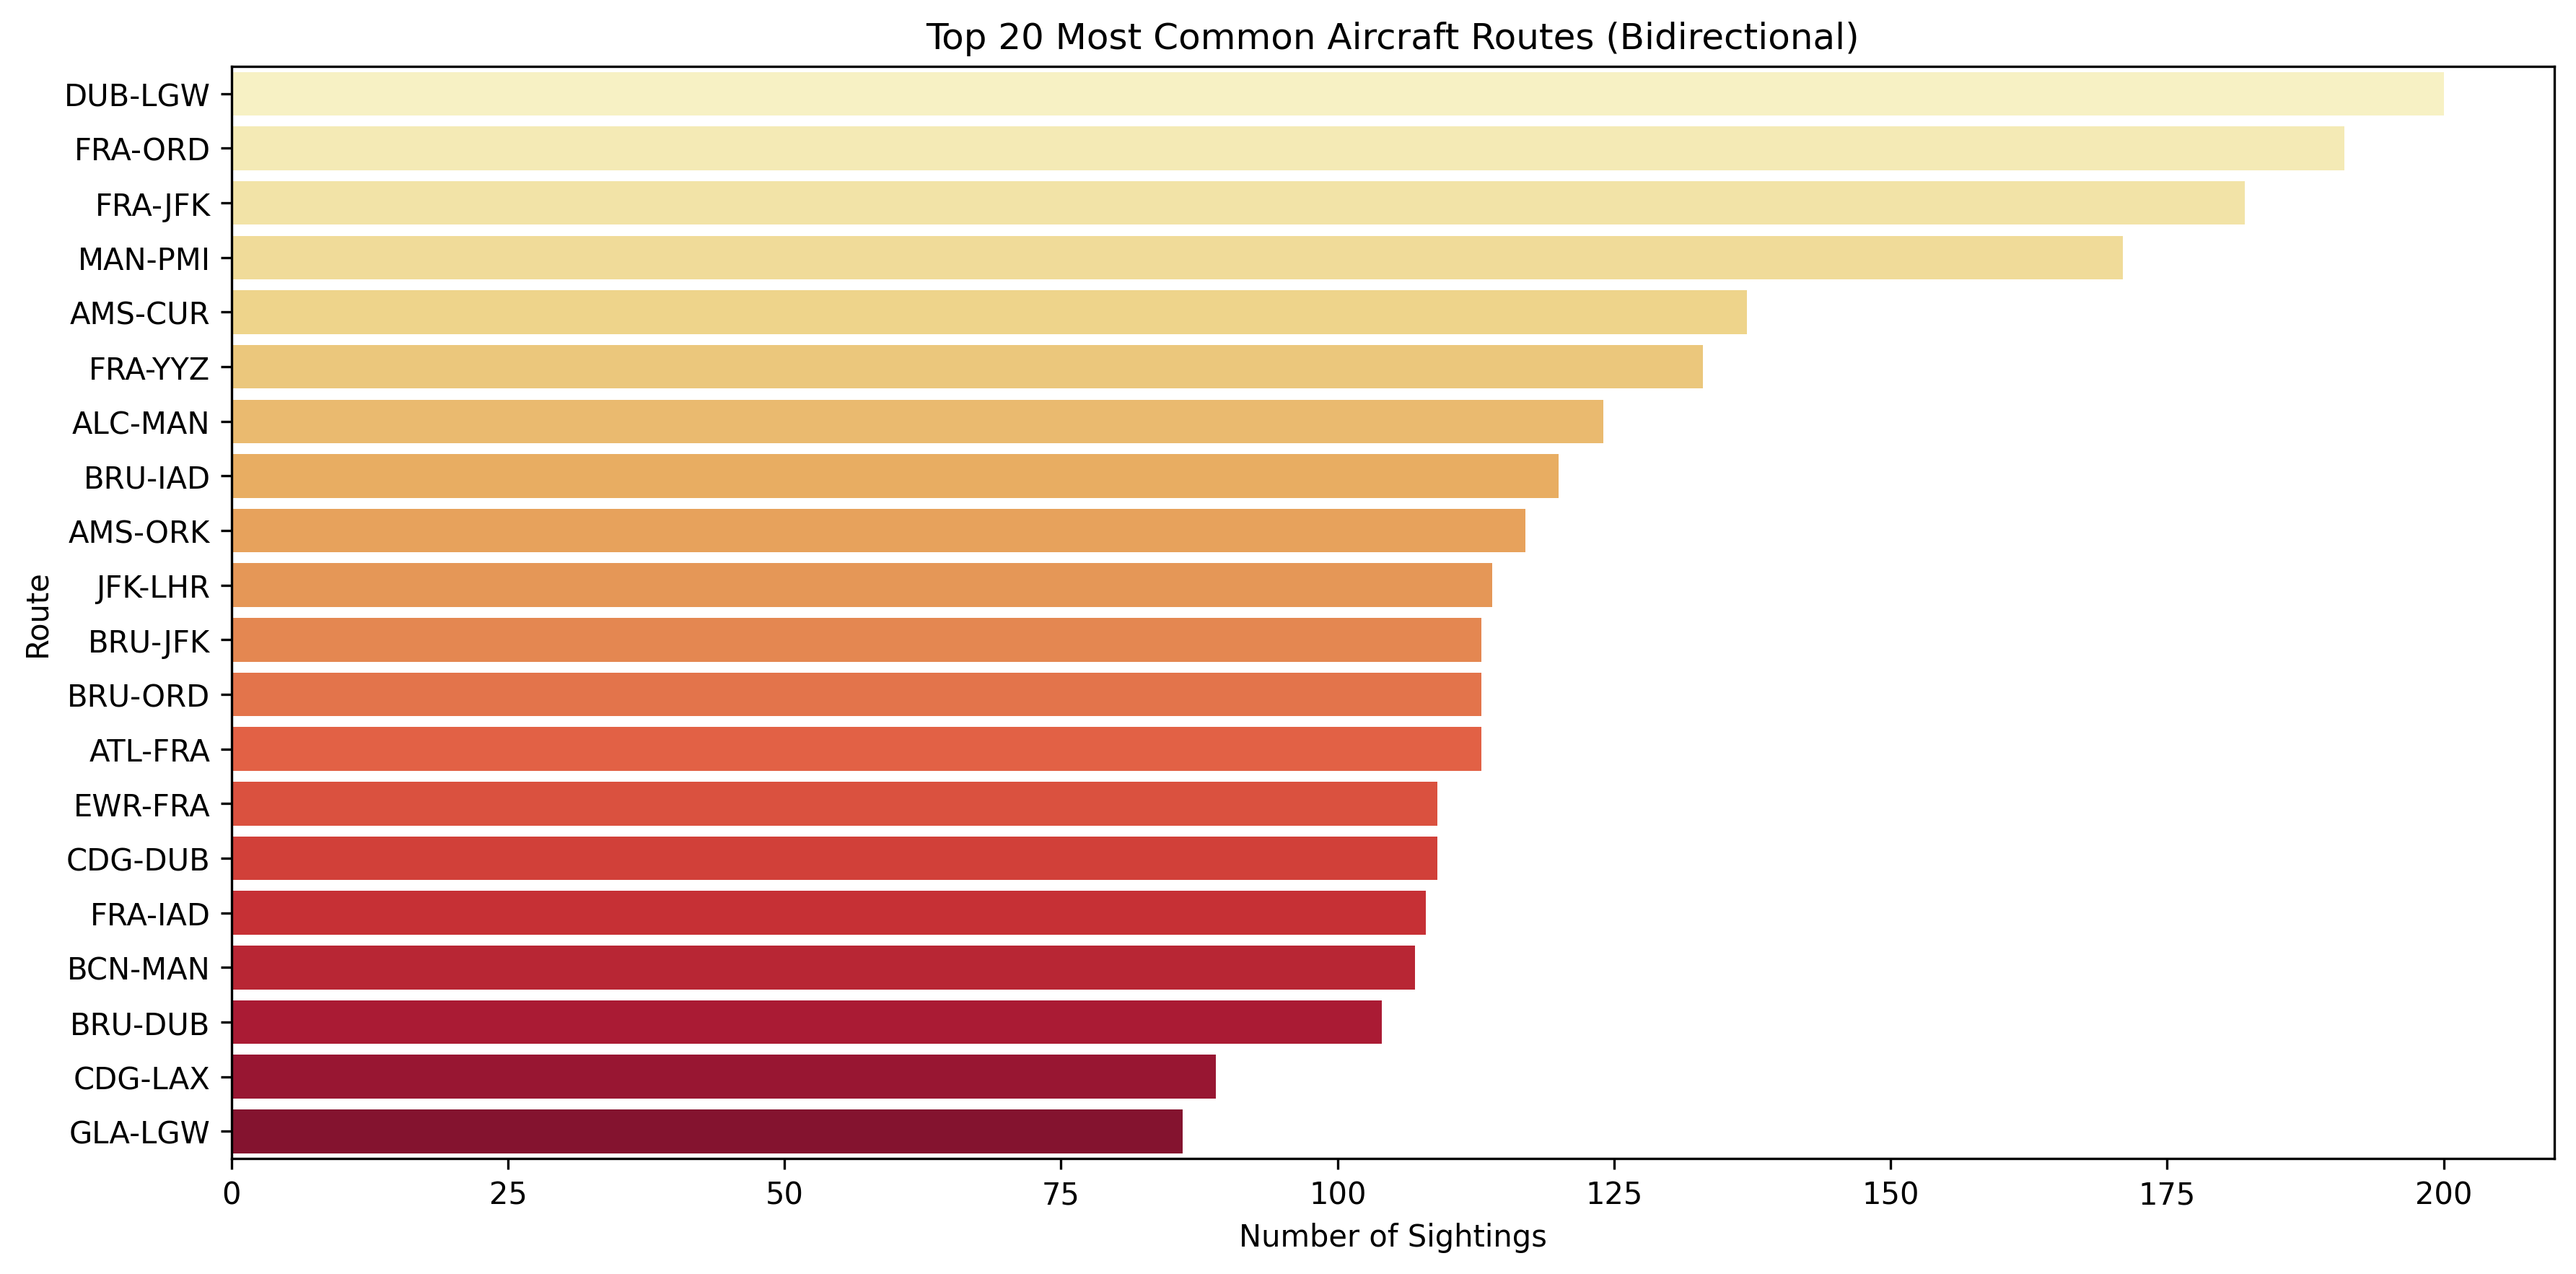 Top 20 Most Common Aircraft Routes (Bidirectional)
DUB-LGW
FRA-ORD
FRA-JFK
MAN-PMI
AMS-CUR
FRA-YYZ
ALC-MAN
BRU-IAD
AMS-ORK
JFK-LHR
BRU-JFK
BRU-ORD
ATL-FRA
EWR-FRA
CDG-DUB
FRA-IAD
BCN-MAN
BRU-DUB
CDG-LAX
GLA-LGW
Route
0 25 50 75 100 125 150 175 200
Number of Sightings